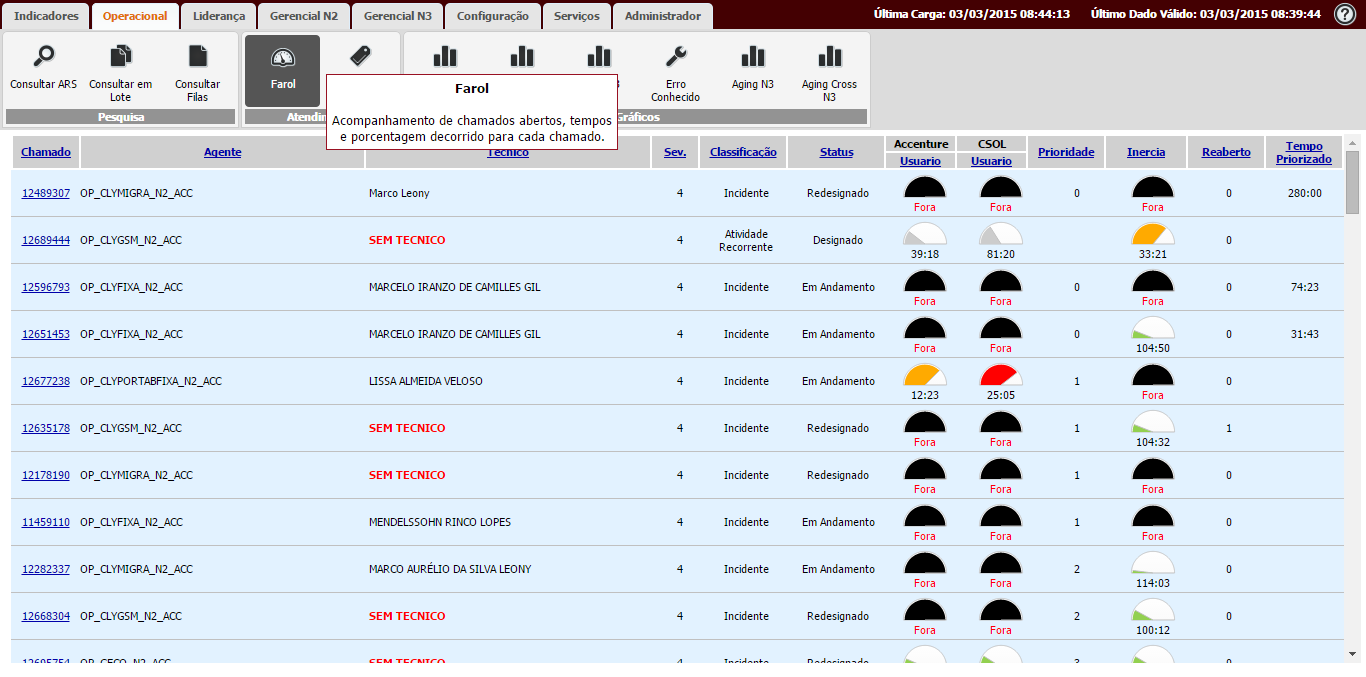 Indicadores Operacional Liderança Gerencial N2 Gerencial N3 Configuração Serviços Administrador Última Carga: 03/03/2015 08:44:13 Último Dado Válido: 03/03/2015 08:39:44 ?
Consultar ARS
Consultar em Lote
Consultar Filas
Pesquisa
Farol
Erro Conhecido
Aging N3
Aging Cross N3
Gráficos
Farol
Acompanhamento de chamados abertos, tempos
e porcentagem decorrido para cada chamado.
Chamado Agente Técnico Sev. Classificação Status Accenture Usuario CSOL Usuario Prioridade Inercia Reaberto Tempo Priorizado
12489307 OP_CLYMIGRA_N2_ACC Marco Leony 4 Incidente Redesignado Fora Fora 0 Fora 0 280:00
12689444 OP_CLYGSM_N2_ACC SEM TECNICO 4 Atividade Recorrente Designado 39:18 81:20 33:21 0
12596793 OP_CLYFIXA_N2_ACC MARCELO IRANZO DE CAMILLES GIL 4 Incidente Em Andamento Fora Fora 0 Fora 0 74:23
12651453 OP_CLYFIXA_N2_ACC MARCELO IRANZO DE CAMILLES GIL 4 Incidente Em Andamento Fora Fora 0 104:50 0 31:43
12677238 OP_CLYPORTABFIXA_N2_ACC LISSA ALMEIDA VELOSO 4 Incidente Em Andamento 12:23 25:05 1 Fora 0
12635178 OP_CLYGSM_N2_ACC SEM TECNICO 4 Incidente Redesignado Fora Fora 1 104:32 1
12178190 OP_CLYMIGRA_N2_ACC SEM TECNICO 4 Incidente Redesignado Fora Fora 1 Fora 0
11459110 OP_CLYFIXA_N2_ACC MENDELSSOHN RINCO LOPES 4 Incidente Em Andamento Fora Fora 1 Fora 0
12282337 OP_CLYMIGRA_N2_ACC MARCO AURÉLIO DA SILVA LEONY 4 Incidente Em Andamento Fora Fora 2 114:03 0
12668304 OP_CLYGSM_N2_ACC SEM TECNICO 4 Incidente Redesignado Fora Fora 2 100:12 0
SEM TECNICO 4 Incidente Redesignado